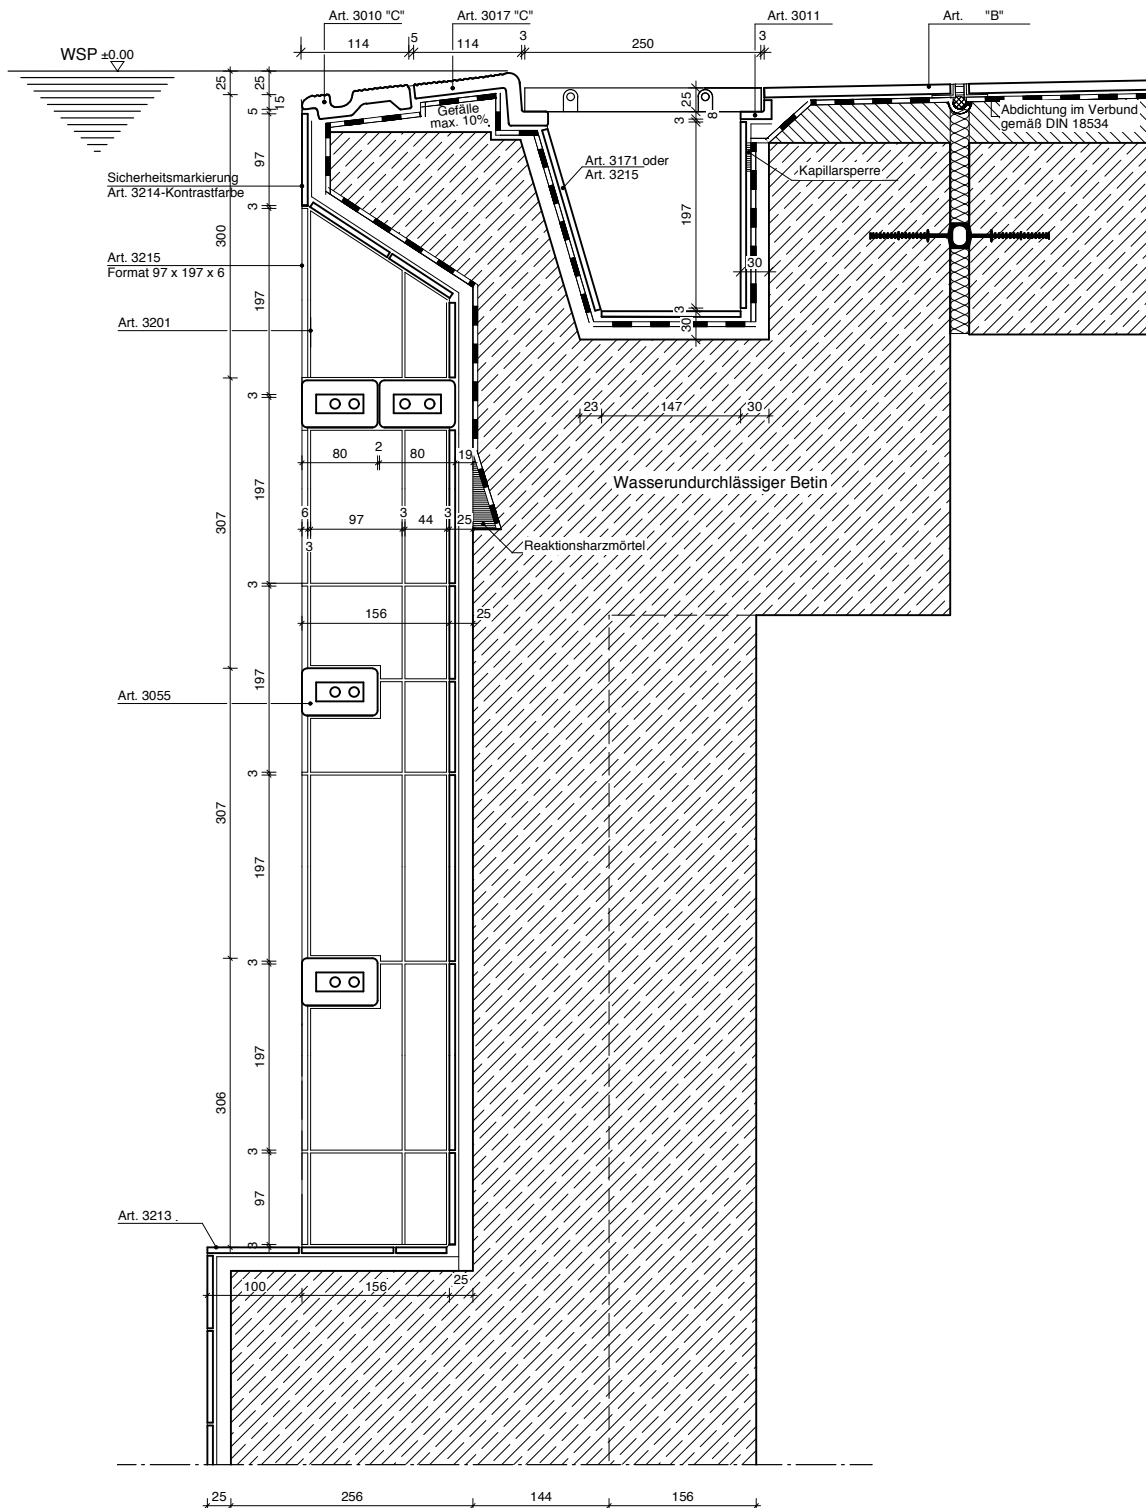 Art. 3010 "C"
Art. 3017 "C"
Art. 3011
Art. "B"
114
5
114
3
250
3
WSP ±0.00
25
25
15
5
Gefälle
max. 10%
25
8
3
Abdichtung im Verbund
gemäß DIN 18534
97
Art. 3171 oder
Art. 3215
Kapillarsperre
Sicherheitsmarkierung
Art. 3214-Kontrastfarbe
3
300
197
Art. 3215
Format 97 x 197 x 6
30
197
3
30
Art. 3201
3
23
147
30
80
2
80
19
197
307
Wasserundurchlässiger Betin
6
97
3
44
3
25
3
Reaktionsharzmörtel
3
156
25
197
Art. 3055
3
307
197
3
197
306
3
97
Art. 3213
3
100
156
25
25
256
144
156